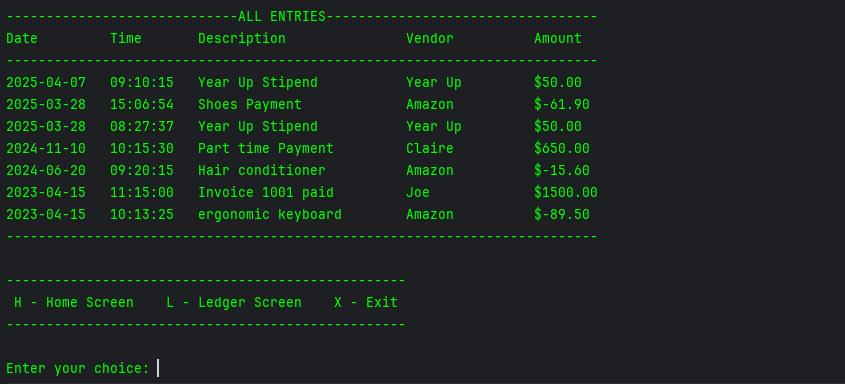 -----------------------------ALL ENTRIES----------------------------------
Date         Time       Description               Vendor          Amount
--------------------------------------------------------------------------
2025-04-07   09:10:15   Year Up Stipend           Year Up         $50.00
2025-03-28   15:06:54   Shoes Payment             Amazon          $-61.90
2025-03-28   08:27:37   Year Up Stipend           Year Up         $50.00
2024-11-10   10:15:30   Part time Payment         Claire          $650.00
2024-06-20   09:20:15   Hair conditioner          Amazon          $-15.60
2023-04-15   11:15:00   Invoice 1001 paid         Joe             $1500.00
2023-04-15   10:13:25   ergonomic keyboard        Amazon          $-89.50
--------------------------------------------------------------------------
--------------------------------------------------
 H - Home Screen    L - Ledger Screen    X - Exit
--------------------------------------------------
Enter your choice: